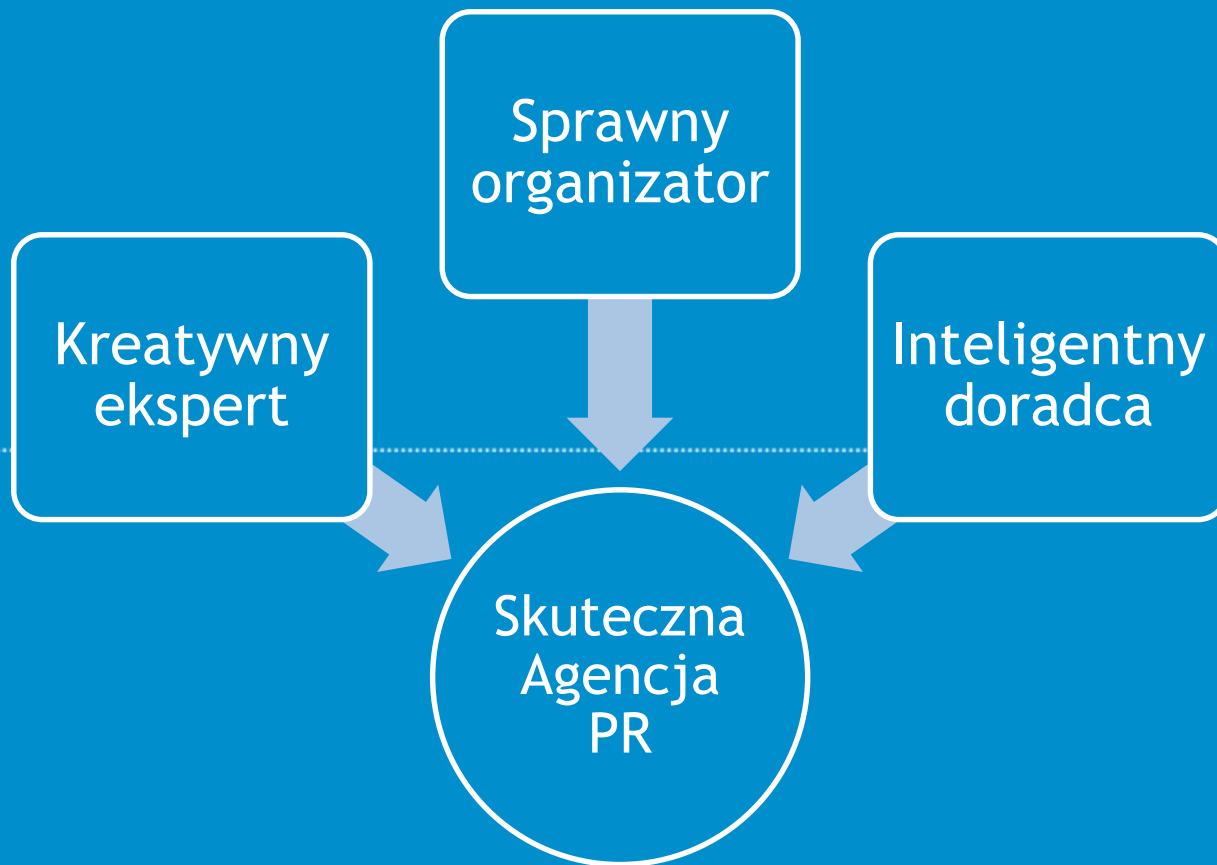 Sprawny
organizator
Kreatywny
ekspert
Inteligentny
doradca
Skuteczna
Agencja
PR